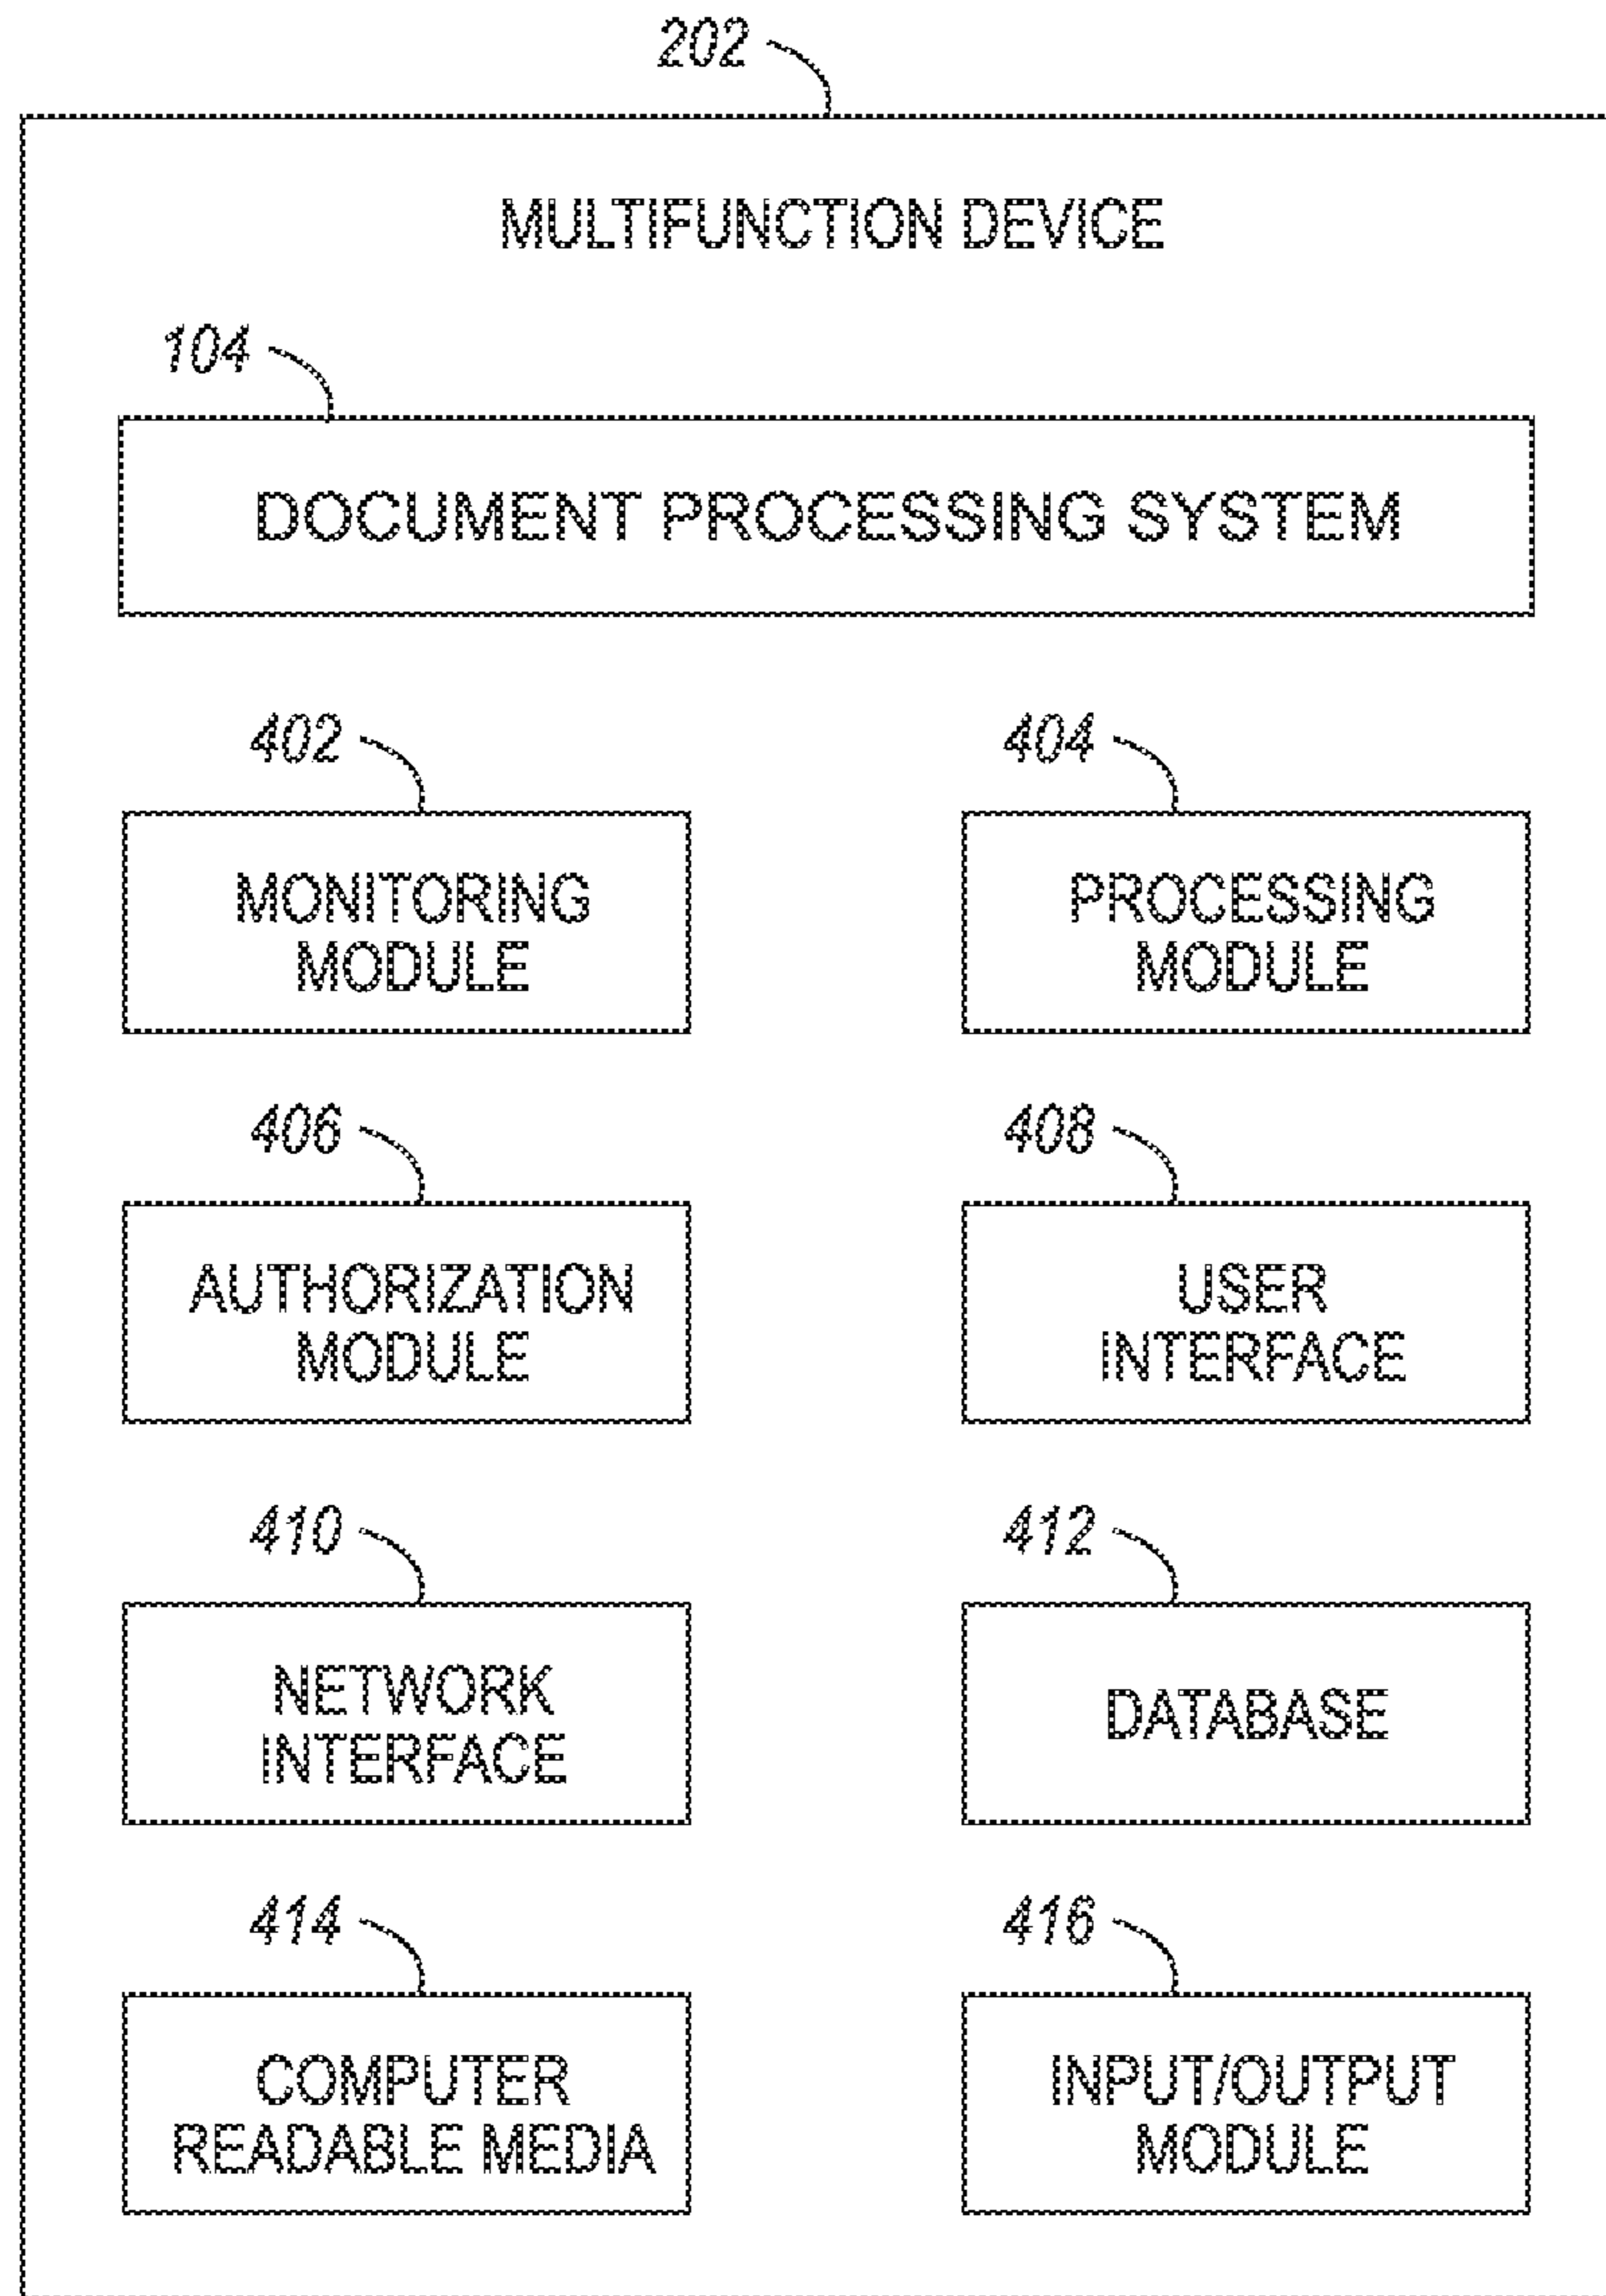 202
MULTIFUNCTION DEVICE
104
DOCUMENT PROCESSING SYSTEM
402
MONITORING
MODULE
404
PROCESSING
MODULE
406
AUTHORIZATION
MODULE
408
USER
INTERFACE
410
NETWORK
INTERFACE
412
DATABASE
414
COMPUTER
READABLE MEDIA
416
INPUT/OUTPUT
MODULE